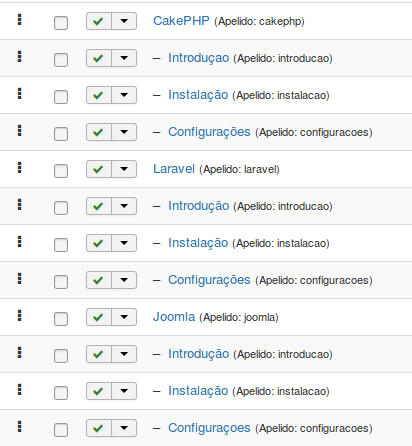 CakePHP (Apelido: cakephp)
– Introduçao (Apelido: introducao)
– Instalação (Apelido: instalacao)
– Configurações (Apelido: configuracoes)
Laravel (Apelido: laravel)
– Introdução (Apelido: introducao)
– Instalação (Apelido: instalacao)
– Configurações (Apelido: configuracoes)
Joomla (Apelido: joomla)
– Introdução (Apelido: introducao)
– Instalação (Apelido: instalacao)
– Configuraçoes (Apelido: configuracoes)